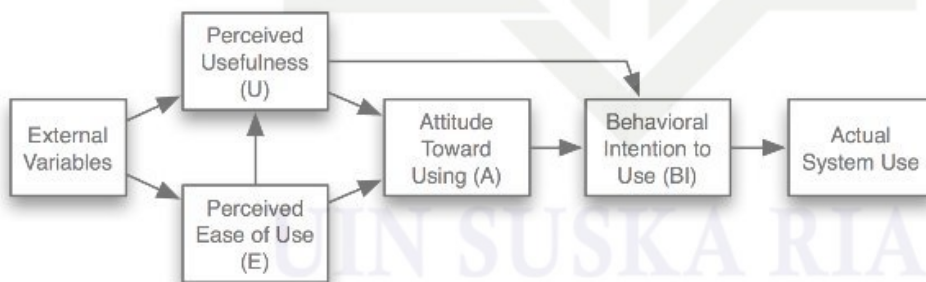 External
Variables
Perceived
Usefulness
(U)
Perceived
Ease of Use
(E)
Attitude
Toward
Using (A)
Behavioral
Intention to
Use (BI)
Actual
System Use
UIN SUSKA RIA